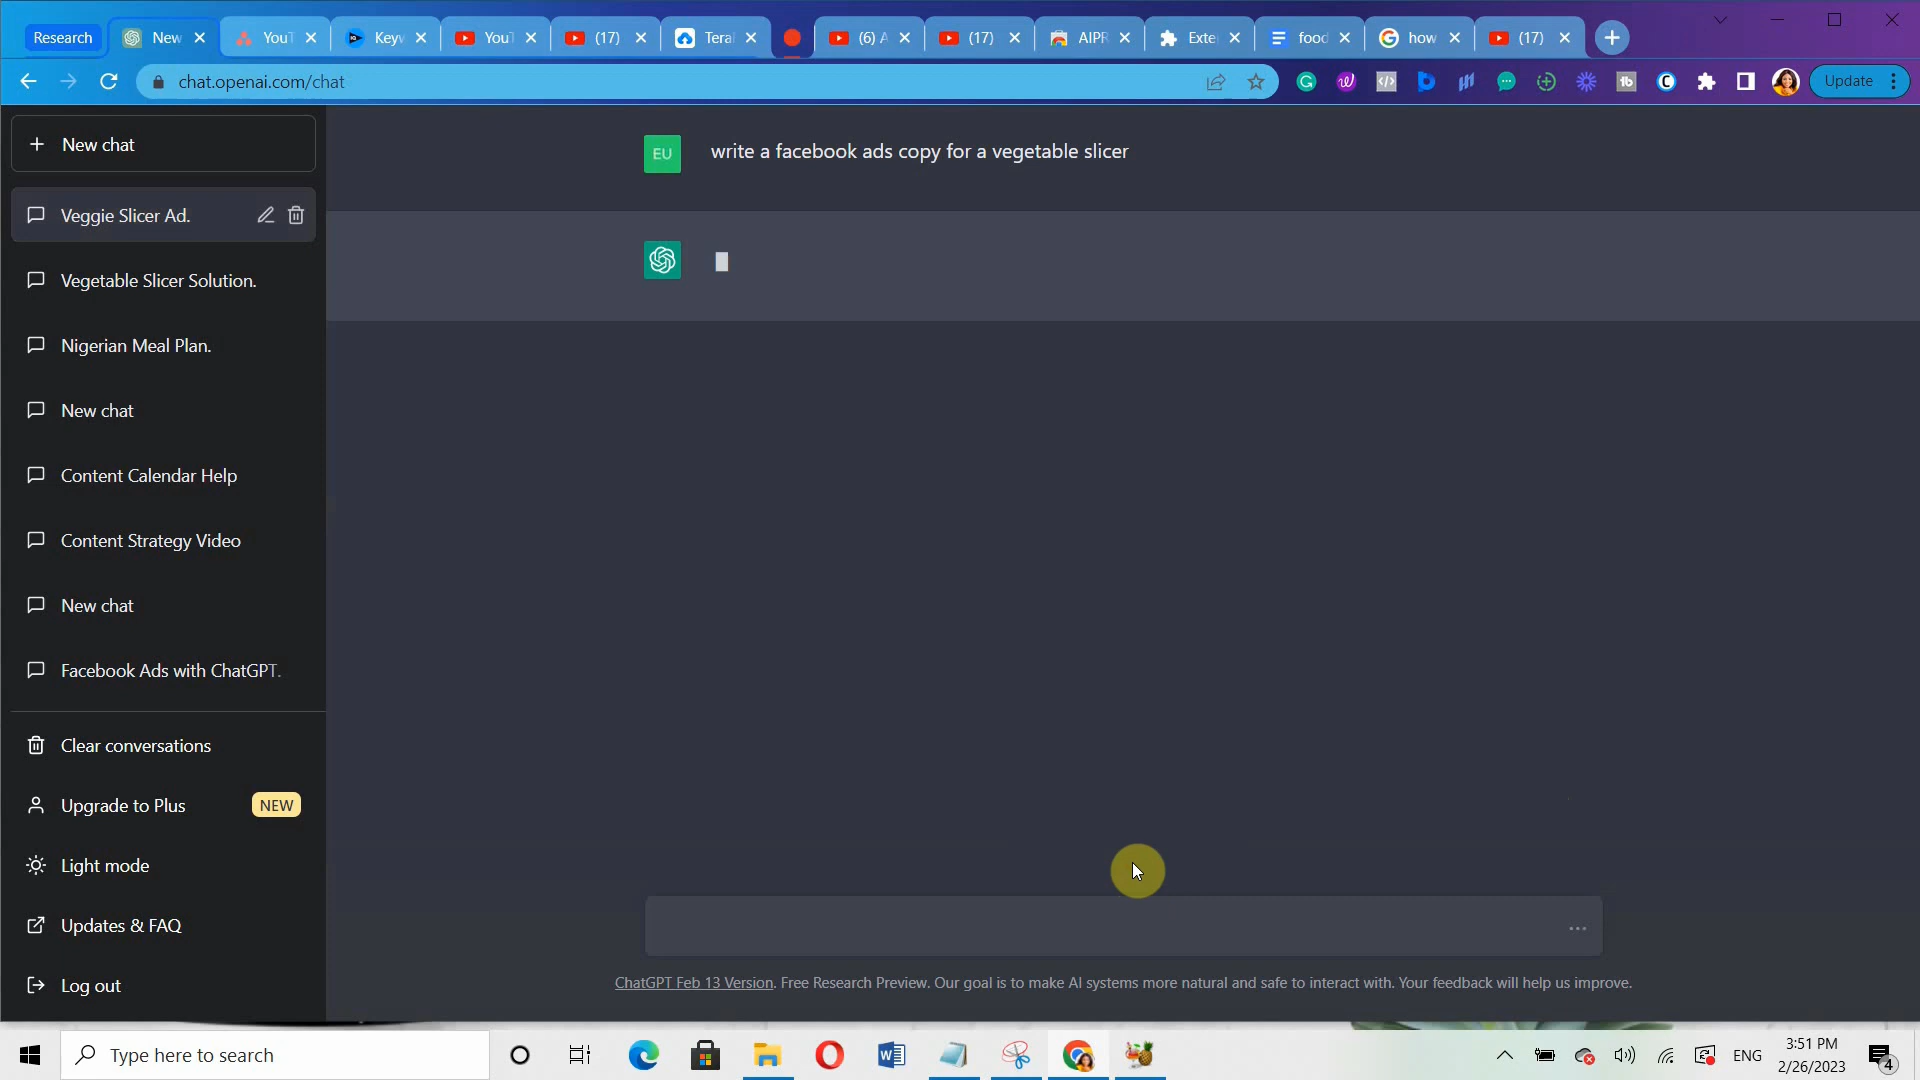 Research
New
YouT
Keyw
YouT
(17)
Tera
(6) A
(17)
AIPR
Exte
food
how
(17)
chat.openai.com/chat
Update
New chat
Veggie Slicer Ad.
Vegetable Slicer Solution.
Nigerian Meal Plan.
New chat
Content Calendar Help
Content Strategy Video
New chat
Facebook Ads with ChatGPT.
Clear conversations
Upgrade to Plus
NEW
Light mode
Updates & FAQ
Log out
EU
write a facebook ads copy for a vegetable slicer
ChatGPT Feb 13 Version. Free Research Preview. Our goal is to make AI systems more natural and safe to interact with. Your feedback will help us improve.
Type here to search
ENG
3:51 PM
2/26/2023
4